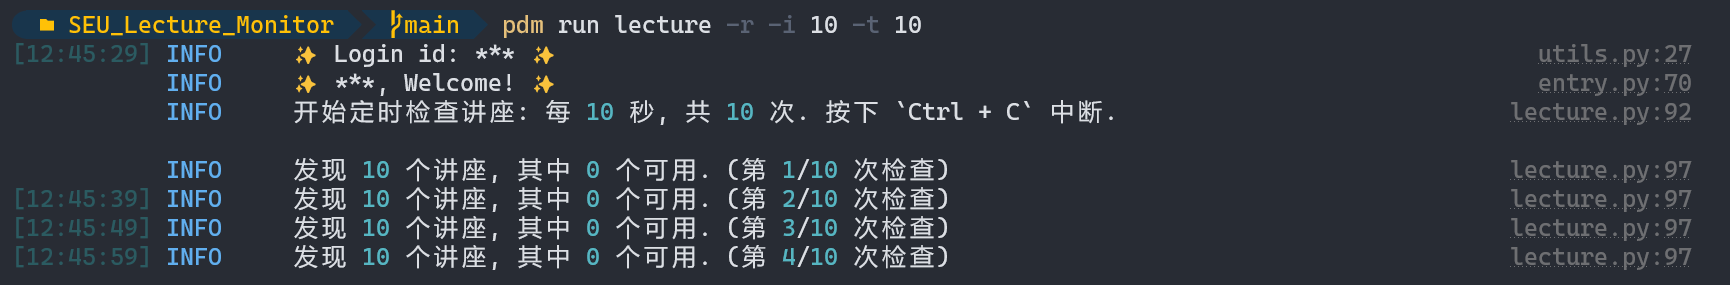 SEU_Lecture_Monitor main pdm run lecture -r -i 10 -t 10
[12:45:29] INFO ✨ Login id: *** ✨ utils.py:27
INFO ✨ ***, Welcome! ✨ entry.py:70
INFO 开始定时检查讲座: 每 10 秒, 共 10 次. 按下 `Ctrl + C` 中断. lecture.py:92
INFO 发现 10 个讲座, 其中 0 个可用. (第 1/10 次检查) lecture.py:97
[12:45:39] INFO 发现 10 个讲座, 其中 0 个可用. (第 2/10 次检查) lecture.py:97
[12:45:49] INFO 发现 10 个讲座, 其中 0 个可用. (第 3/10 次检查) lecture.py:97
[12:45:59] INFO 发现 10 个讲座, 其中 0 个可用. (第 4/10 次检查) lecture.py:97